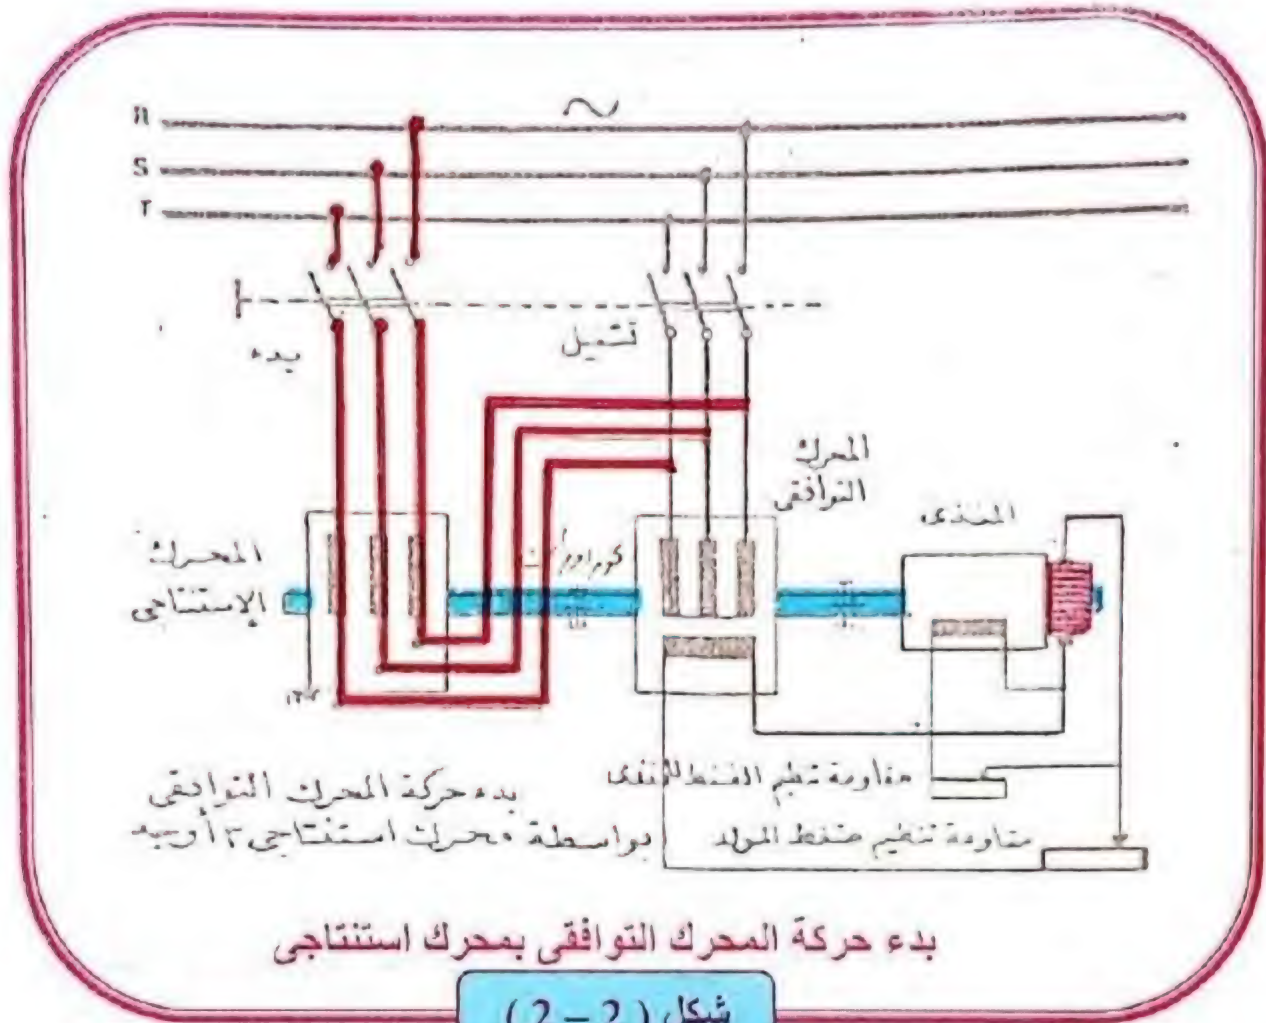 R
S
T
بدء
تشغيل
المحرك
التوافقى
المغذى
المحرك
الإستنتاجى
مقاومة تنظيم الضغط
مقاومة تنظيم ضغط المولد
بدء حركة المحرك التوافقى
بواسطة محرك استنتاجى ٣ أوجه
بدء حركة المحرك التوافقى بمحرك استنتاجى
شكل ( 2 – 2 )